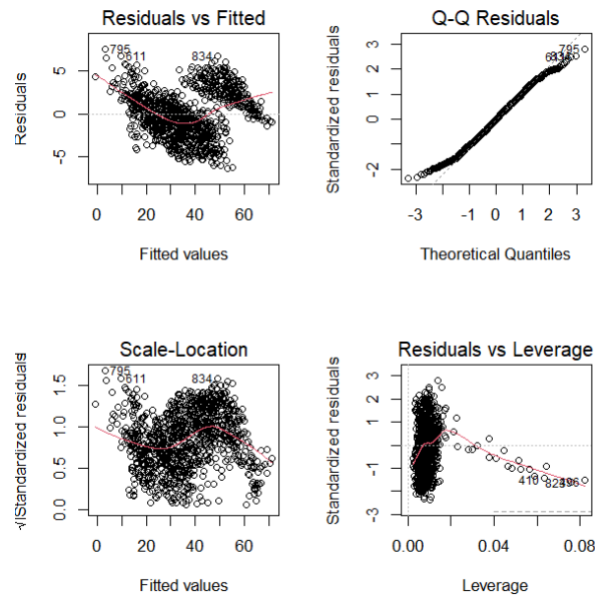 Residuals vs Fitted
Residuals
795
611
834
5
0
-5
0 20 40 60
Fitted values
Q-Q Residuals
Standardized residuals
795
3
2
1
0
-2
-3 -2 -1 0 1 2 3
Theoretical Quantiles
Scale-Location
√|Standardized residuals
795
611
834
1.5
1.0
0.5
0.0
0 20 40 60
Fitted values
Residuals vs Leverage
Standardized residuals
3
2
1
-1
-3
410
0.00 0.04 0.08
Leverage